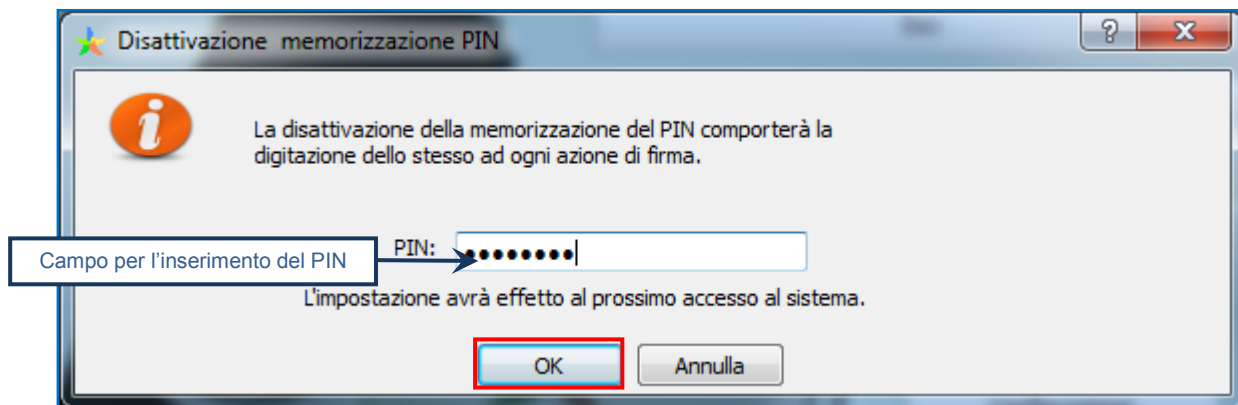 Disattivazione memorizzazione PIN
La disattivazione della memorizzazione del PIN comporterà la
digitazione dello stesso ad ogni azione di firma.
Campo per l’inserimento del PIN
PIN: ••••••••
L'impostazione avrà effetto al prossimo accesso al sistema.
OK Annulla